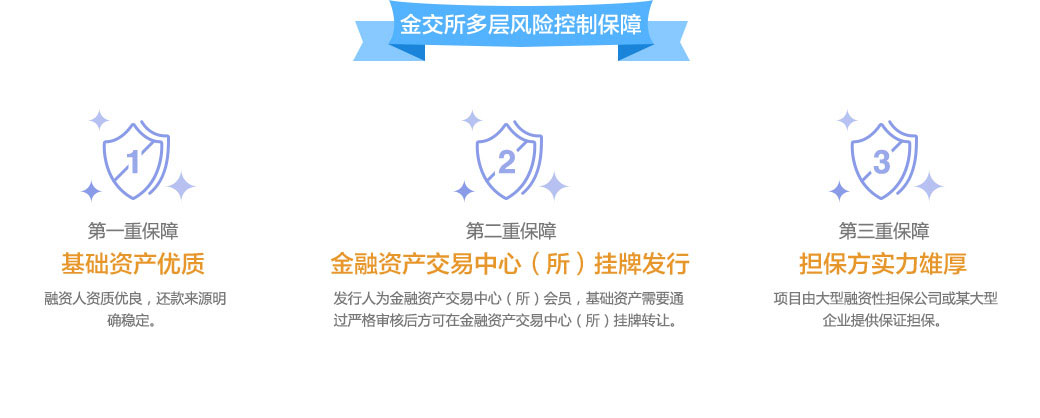 金交所多层风险控制保障
1
第一重保障
基础资产优质
融资人资质优良，还款来源明
确稳定。
2
第二重保障
金融资产交易中心（所）挂牌发行
发行人为金融资产交易中心（所）会员，基础资产需要通
过严格审核后方可在金融资产交易中心（所）挂牌转让。
3
第三重保障
担保方实力雄厚
项目由大型融资性担保公司或某大型
企业提供保证担保。